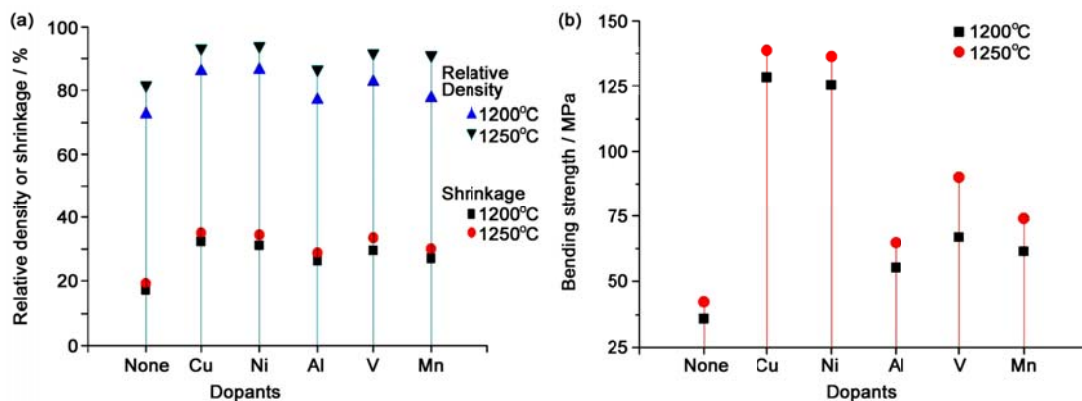 (a)
Relative density or shrinkage / %
100
80
60
40
20
0
Relative
Density
1200°C
1250°C
Shrinkage
1200°C
1250°C
None Cu Ni Al V Mn
Dopants
(b)
Bending strength / MPa
150
125
100
75
50
25
1200°C
1250°C
None Cu Ni Al V Mn
Dopants